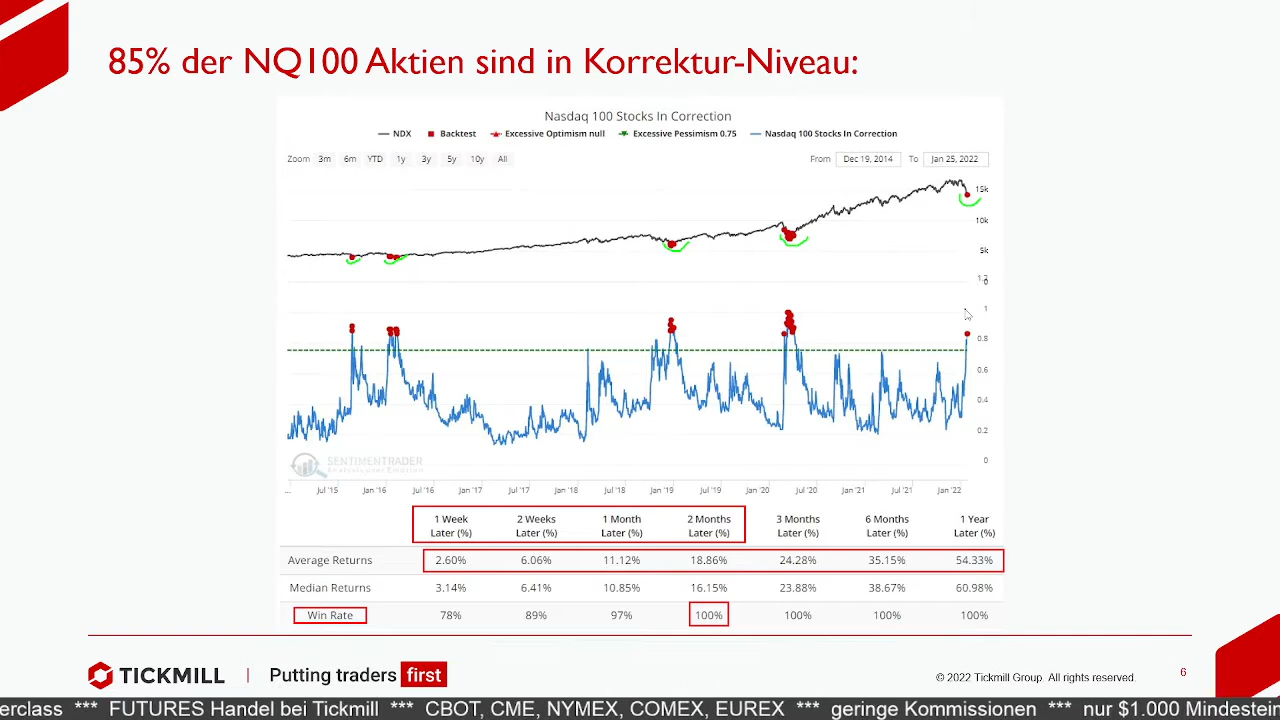 85% der NQ100 Aktien sind in Korrektur-Niveau:
Nasdaq 100 Stocks In Correction
NDX Backtest Excessive Optimism null Excessive Pessimism 0.75 Nasdaq 100 Stocks In Correction
Zoom 3m 6m YTD 1y 3y 5y 10y All From Dec 19, 2014 To Jan 25, 2022
15k
10k
5k
1.2
0
1
0.8
0.6
0.4
0.2
0
SENTIMENTRADER
Analysis over Emotion
... Jul '15 Jan '16 Jul '16 Jan '17 Jul '17 Jan '18 Jul '18 Jan '19 Jul '19 Jan '20 Jul '20 Jan '21 Jul '21 Jan '22
1 Week 2 Weeks 1 Month 2 Months 3 Months 6 Months 1 Year
Later (%) Later (%) Later (%) Later (%) Later (%) Later (%) Later (%)
Average Returns 2.60% 6.06% 11.12% 18.86% 24.28% 35.15% 54.33%
Median Returns 3.14% 6.41% 10.85% 16.15% 23.88% 38.67% 60.98%
Win Rate 78% 89% 97% 100% 100% 100% 100%
TICKMILL | Putting traders first
© 2022 Tickmill Group. All rights reserved.
6
erclass *** FUTURES Handel bei Tickmill *** CBOT, CME, NYMEX, COMEX, EUREX *** geringe Kommissionen *** nur $1.000 Mindestein